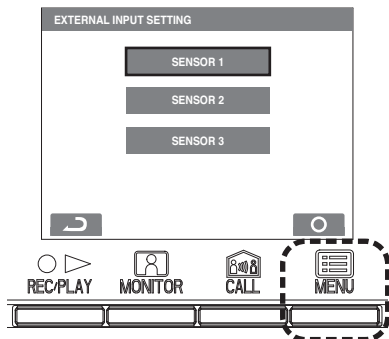 EXTERNAL INPUT SETTING
SENSOR 1
SENSOR 2
SENSOR 3
REC/PLAY MONITOR CALL MENU